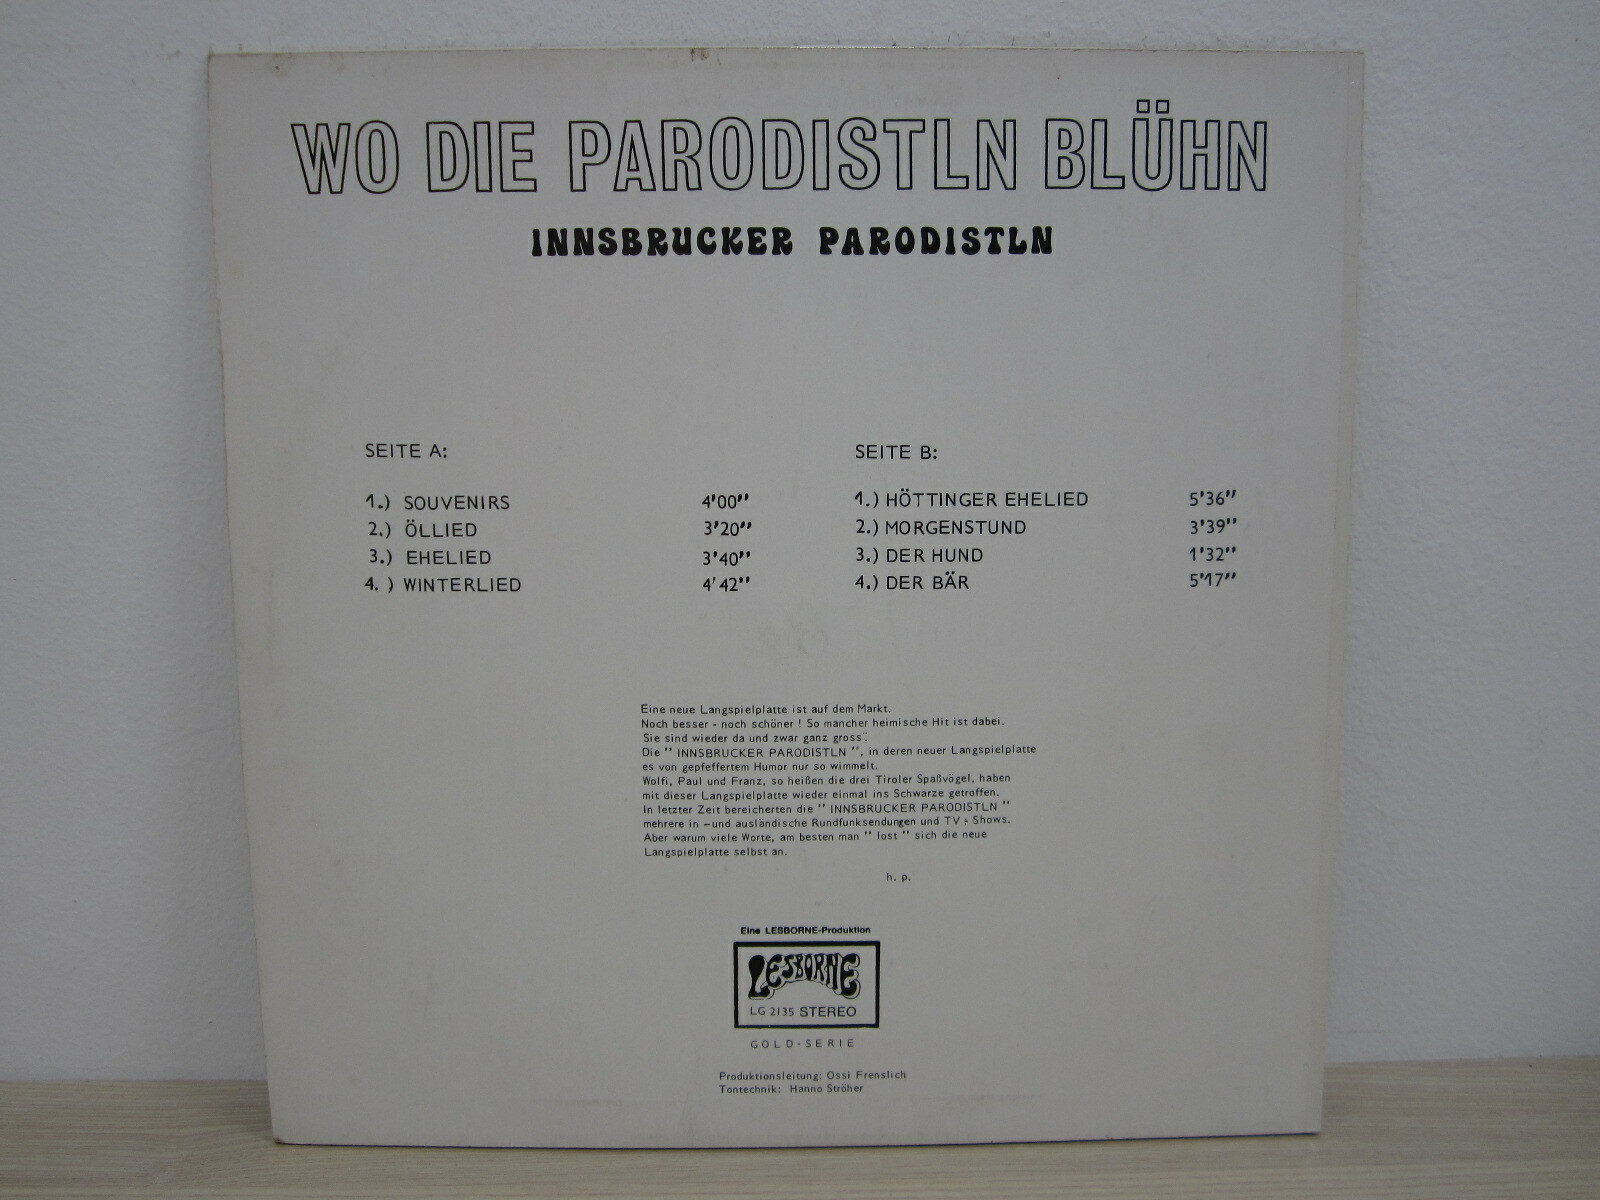 WO DIE PARODISTLN BLÜHN
INNSBRUCKER PARODISTLN
SEITE A:
1.) SOUVENIRS 4'00''
2.) ÖLLIED 3'20''
3.) EHELIED 3'40''
4. ) WINTERLIED 4'42''
SEITE B:
1.) HÖTTINGER EHELIED 5'36''
2.) MORGENSTUND 3'39''
3.) DER HUND 1'32''
4.) DER BÄR 5'17''
Eine neue Langspielplatte ist auf dem Markt.
Noch besser - noch schöner ! So mancher heimische Hit ist dabei.
Sie sind wieder da und zwar ganz gross".
Die " INNSBRUCKER PARODISTLN ", in deren neuer Langspielplatte
es von gepfeffertem Humor nur so wimmelt.
Wolfi, Paul und Franz, so heißen die drei Tiroler Spaßvögel, haben
mit dieser Langspielplatte wieder einmal ins Schwarze getroffen.
In letzter Zeit bereicherten die " INNSBRUCKER PARODISTLN "
mehrere in -und ausländische Rundfunksendungen und TV - Shows.
Aber warum viele Worte, am besten man " lost " sich die neue
Langspielplatte selbst an.
h. p.
Eine LESBORNE-Produktion
LESBORNE
LG 2135 STEREO
GOLD-SERIE
Produktionsleitung: Ossi Frenslich
Tontechnik: Hanno Ströher